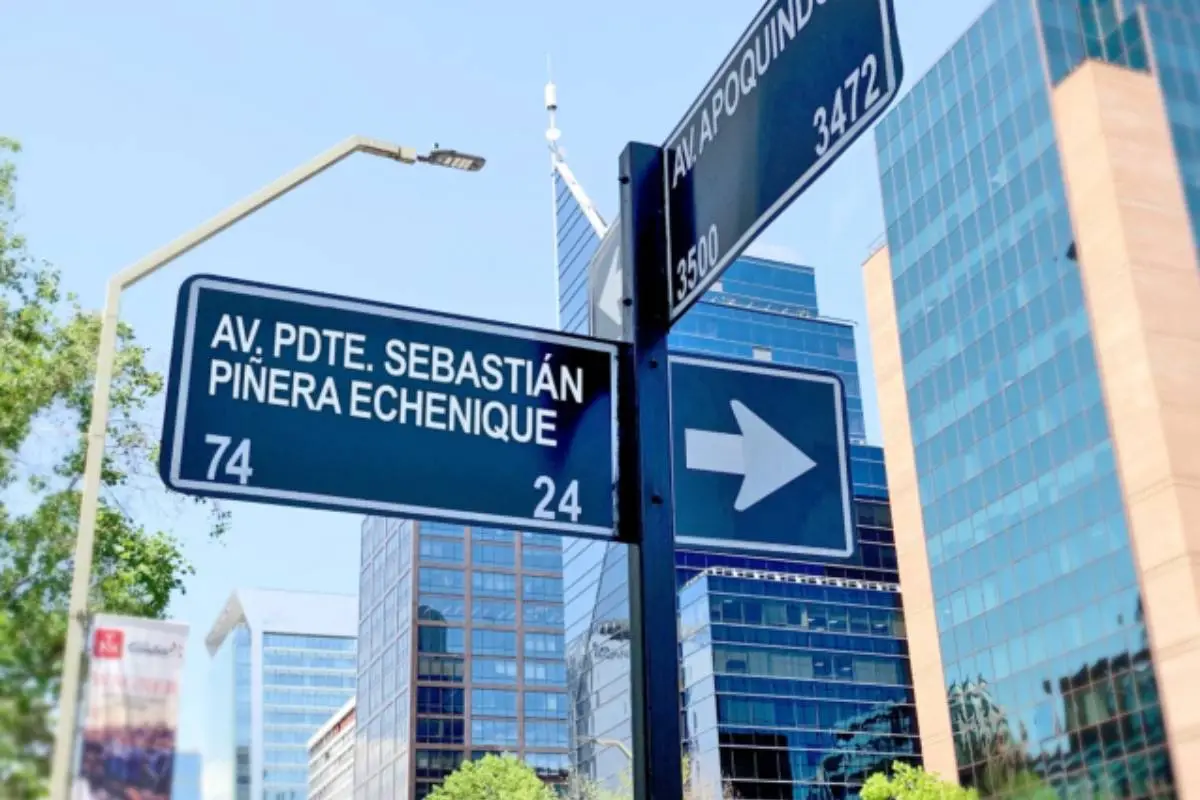 AV. APOQUINDO
3472
3500
AV. PDTE. SEBASTIÁN
PIÑERA ECHENIQUE
74
24